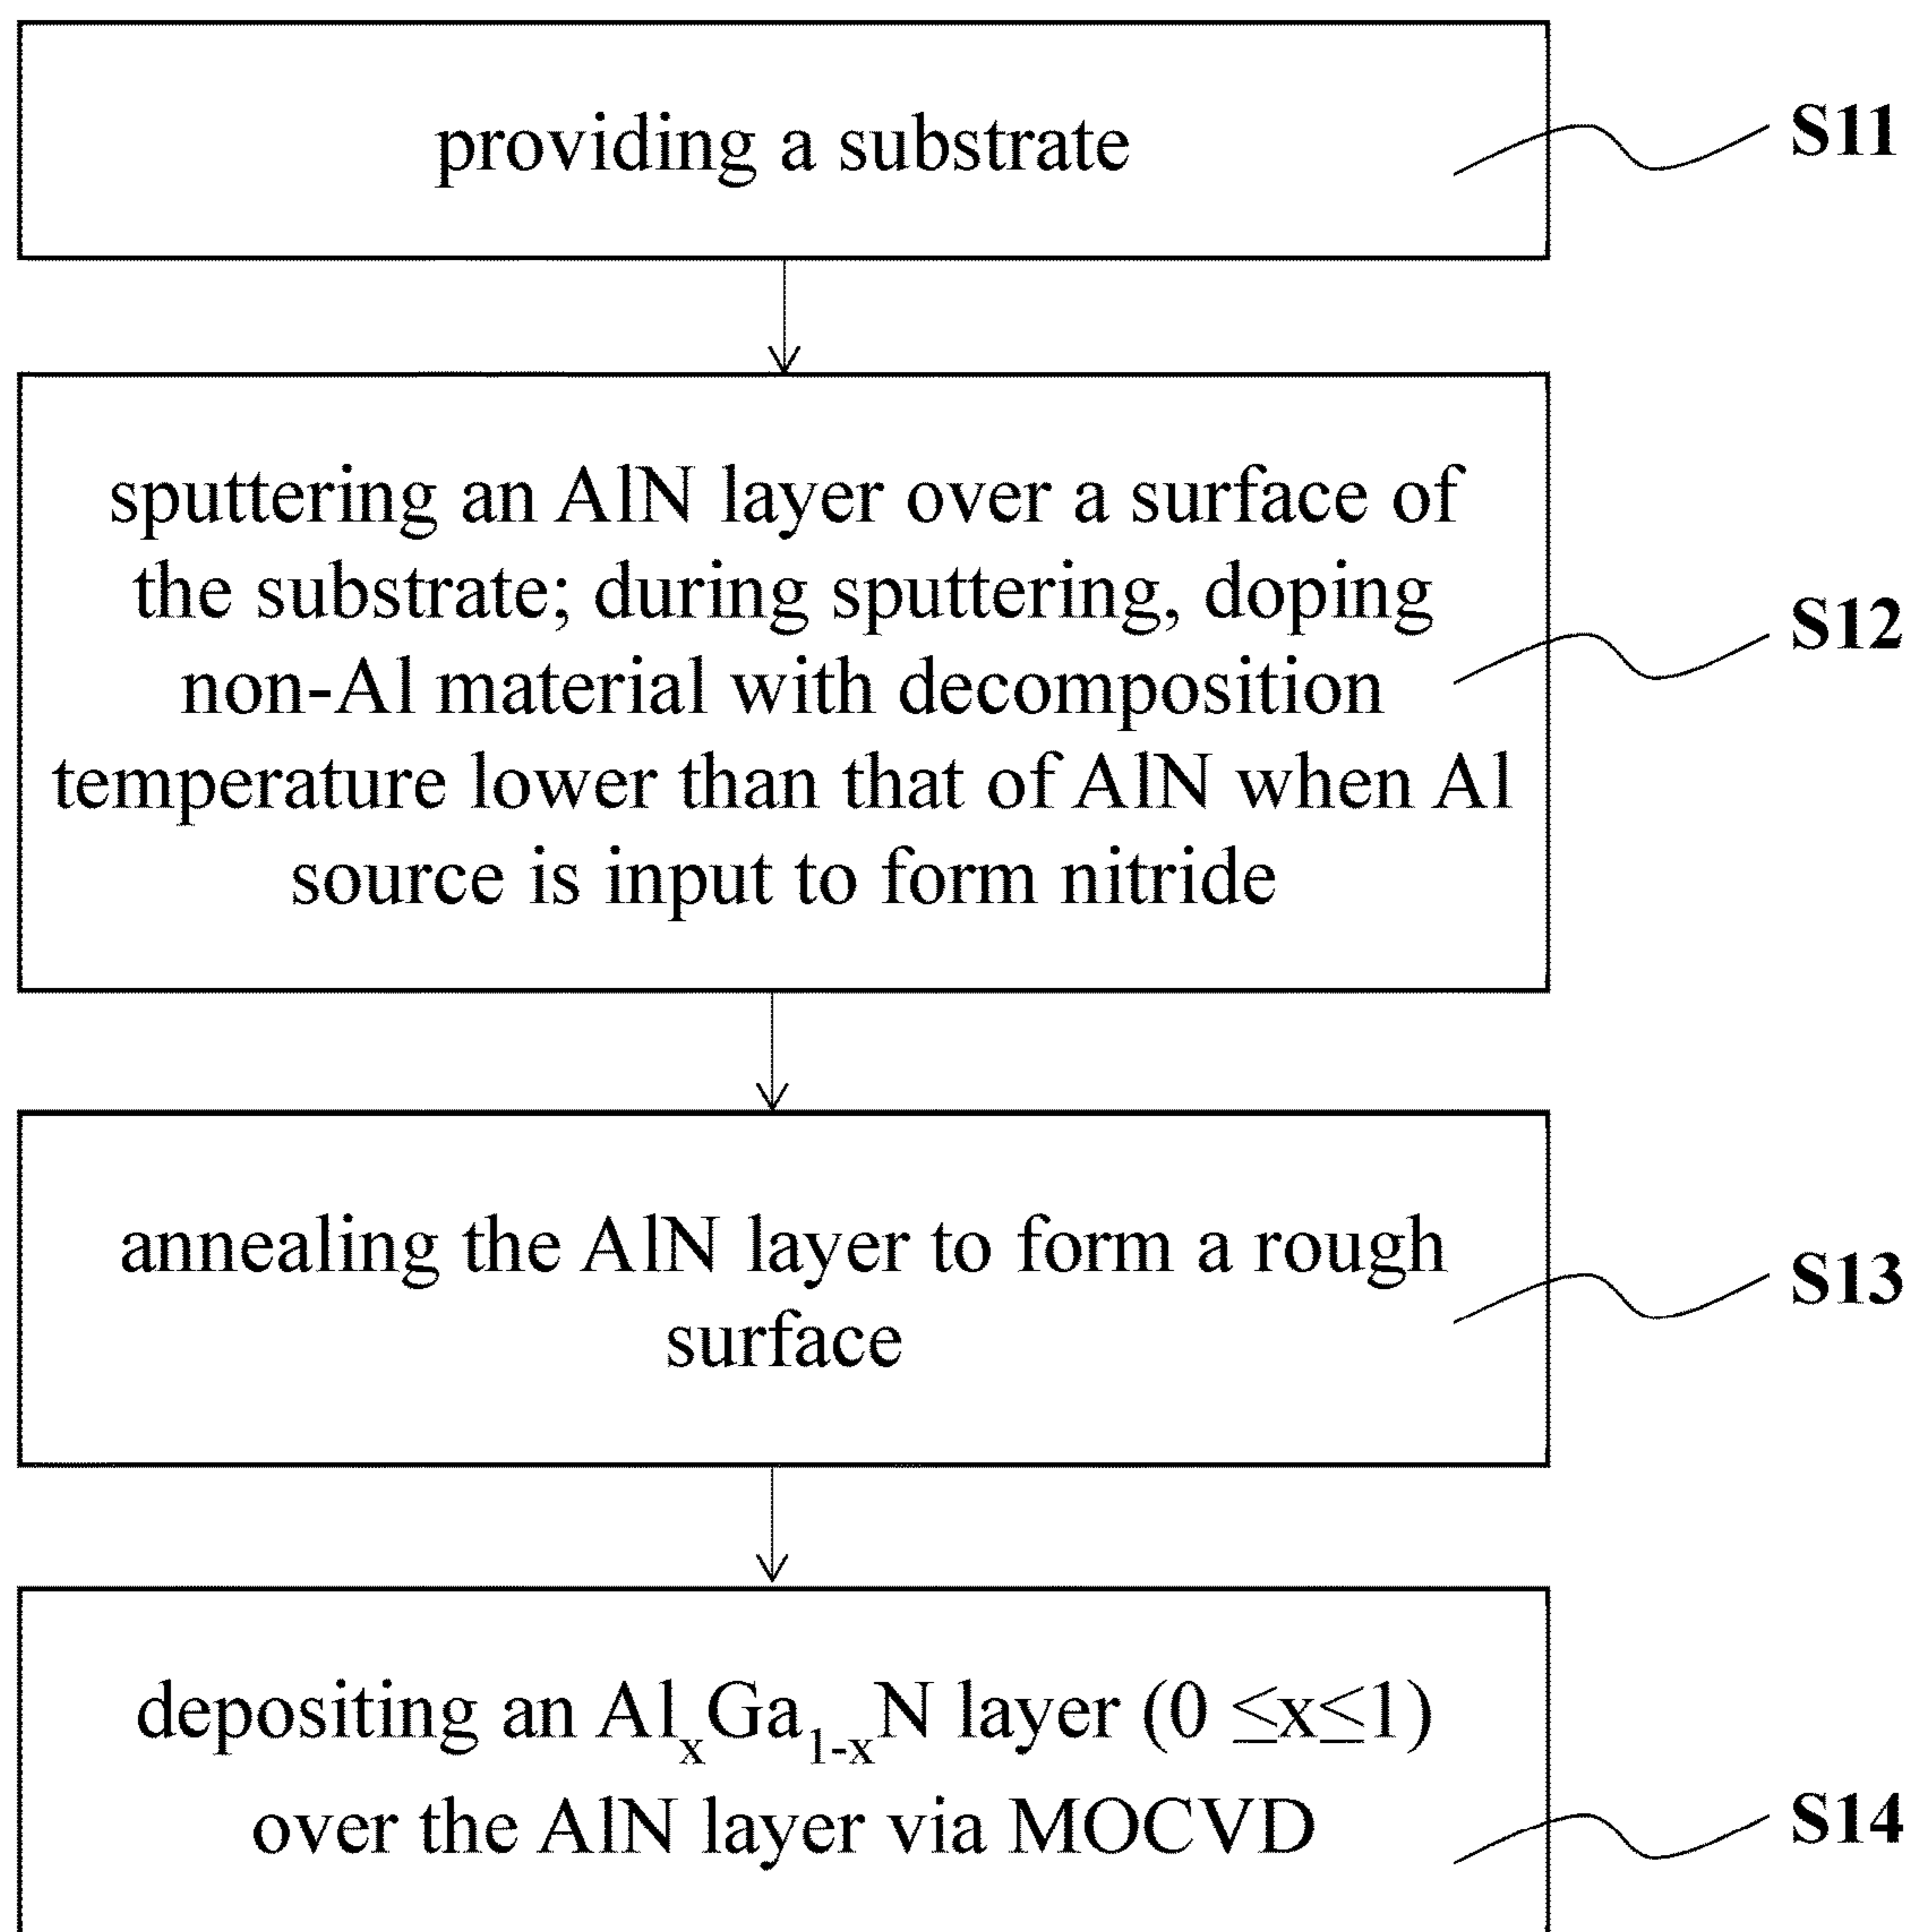 providing a substrate
S11
sputtering an AlN layer over a surface of
the substrate; during sputtering, doping
non-Al material with decomposition
temperature lower than that of AlN when Al
source is input to form nitride
S12
annealing the AlN layer to form a rough
surface
S13
depositing an AlₓGa₁₋ₓN layer (0 ≤x≤1)
over the AlN layer via MOCVD
S14